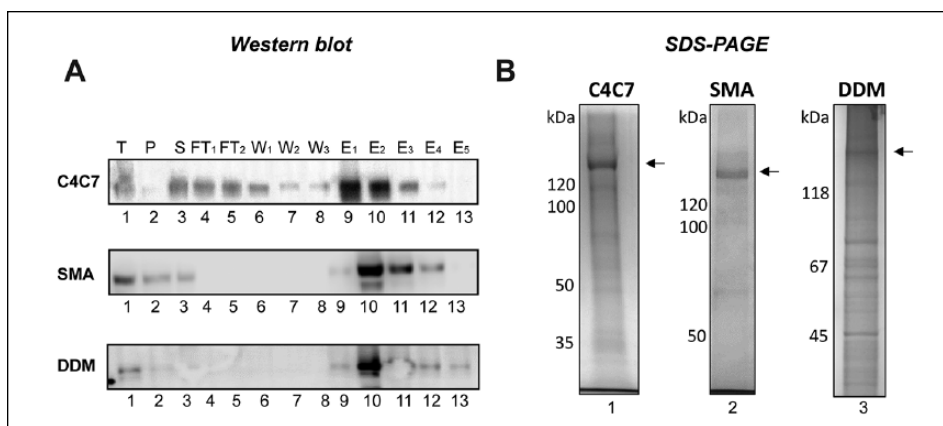 Western blot
SDS-PAGE
A
T P S FT₁ FT₂ W₁ W₂ W₃ E₁ E₂ E₃ E₄ E₅
C4C7
1 2 3 4 5 6 7 8 9 10 11 12 13
SMA
1 2 3 4 5 6 7 8 9 10 11 12 13
DDM
1 2 3 4 5 6 7 8 9 10 11 12 13
B
C4C7
kDa
120
100
50
35
1
SMA
kDa
120
100
50
2
DDM
kDa
118
67
45
3